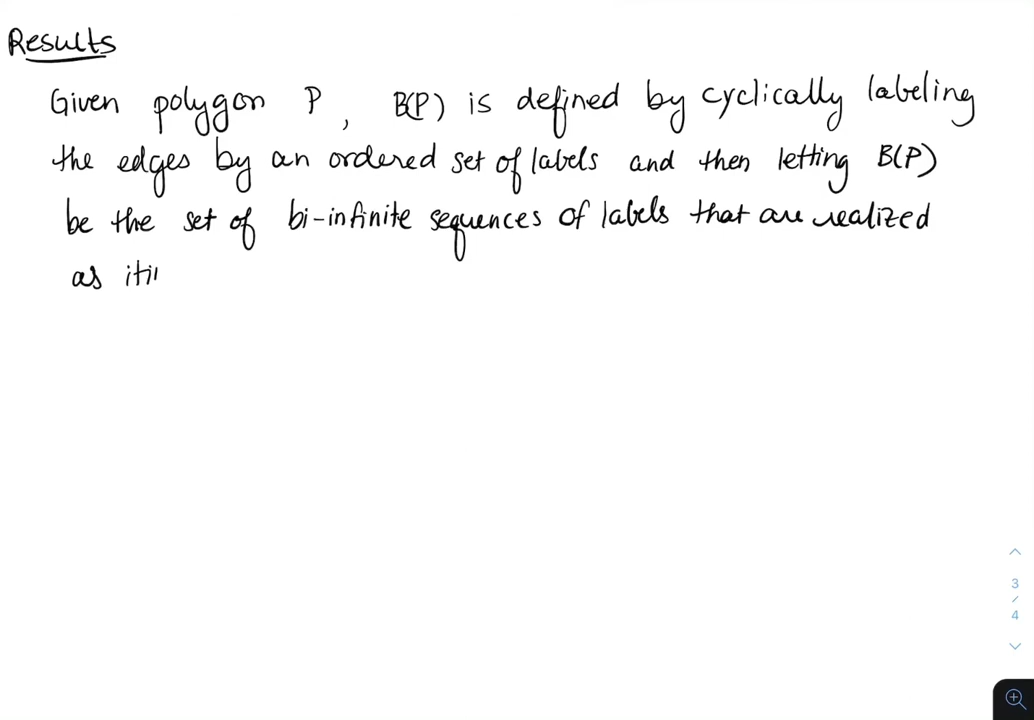 Results
Given polygon P, B(P) is defined by cyclically labeling
the edges by an ordered set of labels and then letting B(P)
be the set of bi-infinite sequences of labels that are realized
as iti
3
/
4